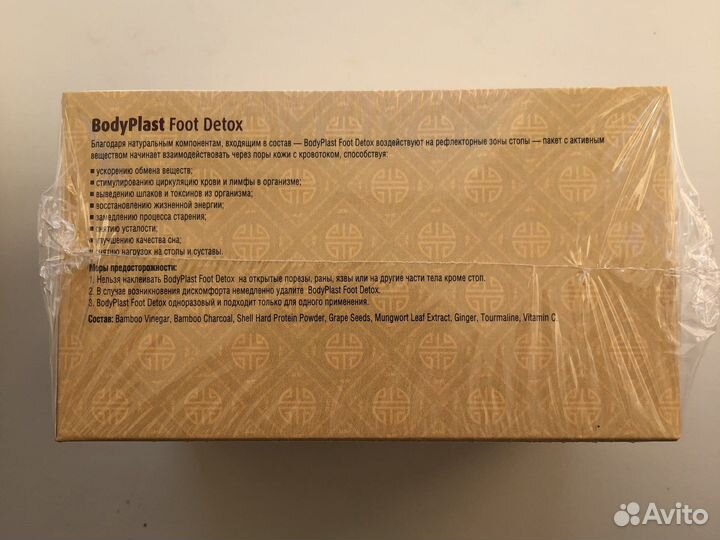 BodyPlast Foot Detox
Благодаря натуральным компонентам, входящим в состав — BodyPlast Foot Detox воздействуют на рефлекторные зоны стопы — пакет с активным
веществом начинает взаимодействовать через поры кожи с кровотоком, способствуя:
▪ ускорению обмена веществ;
▪ стимулированию циркуляцию крови и лимфы в организме;
▪ выведению шлаков и токсинов из организма;
▪ восстановлению жизненной энергии;
▪ замедлению процесса старения;
▪ снятию усталости;
▪ улучшению качества сна;
▪ снятию нагрузок на стопы и суставы.
Меры предосторожности:
1. Нельзя наклеивать BodyPlast Foot Detox на открытые порезы, раны, язвы или на другие части тела кроме стоп.
2. В случае возникновения дискомфорта немедленно удалите BodyPlast Foot Detox.
3. BodyPlast Foot Detox одноразовый и подходит только для одного применения.
Состав: Bamboo Vinegar, Bamboo Charcoal, Shell Hard Protein Powder, Grape Seeds, Mungwort Leaf Extract, Ginger, Tourmaline, Vitamin C.
Avito